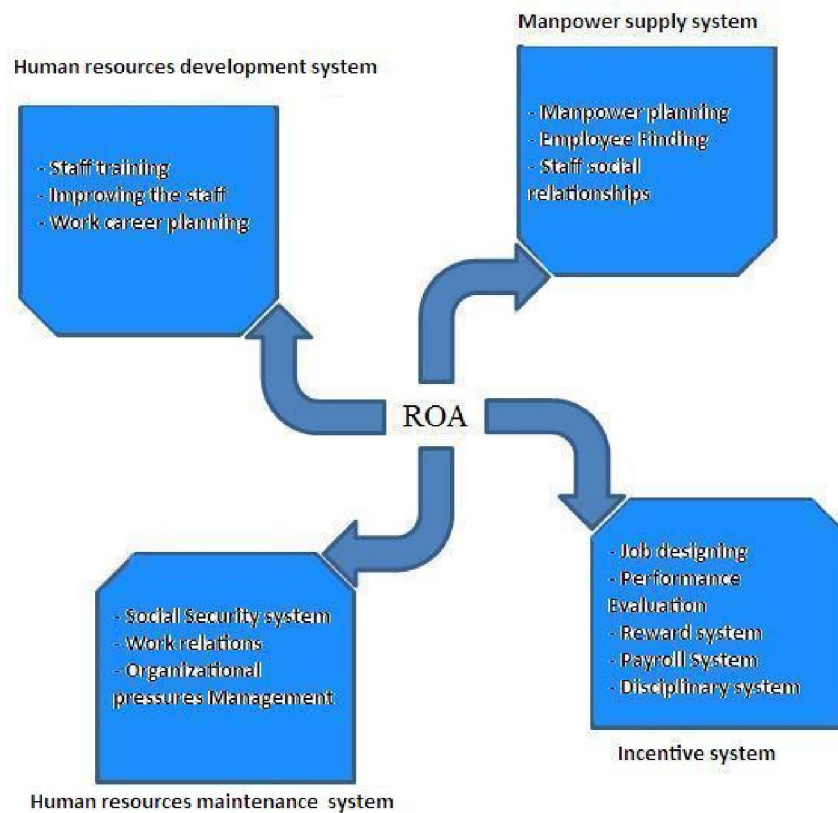 Manpower supply system
Human resources development system
- Manpower planning
- Employee Finding
- Staff social
relationships
- Staff training
- Improving the staff
- Work career planning
ROA
- Job designing
- Performance
Evaluation
- Reward system
- Payroll System
- Disciplinary system
- Social Security system
- Work relations
- Organizational
pressures Management
Incentive system
Human resources maintenance system